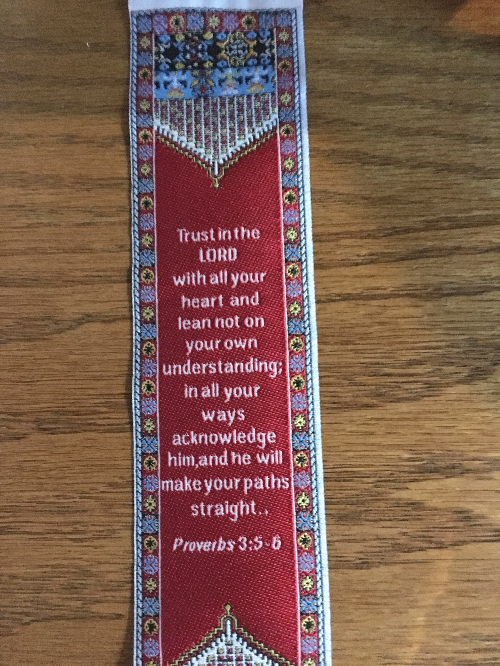 Trust in the
LORD
with all your
heart and
lean not on
your own
understanding;
in all your
ways
acknowledge
him,and he will
make your paths
straight..
Proverbs 3:5-6